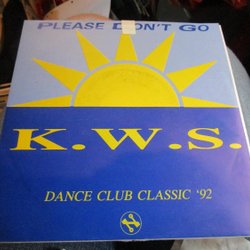 PLEASE DON'T GO
K.W.S.
DANCE CLUB CLASSIC '92